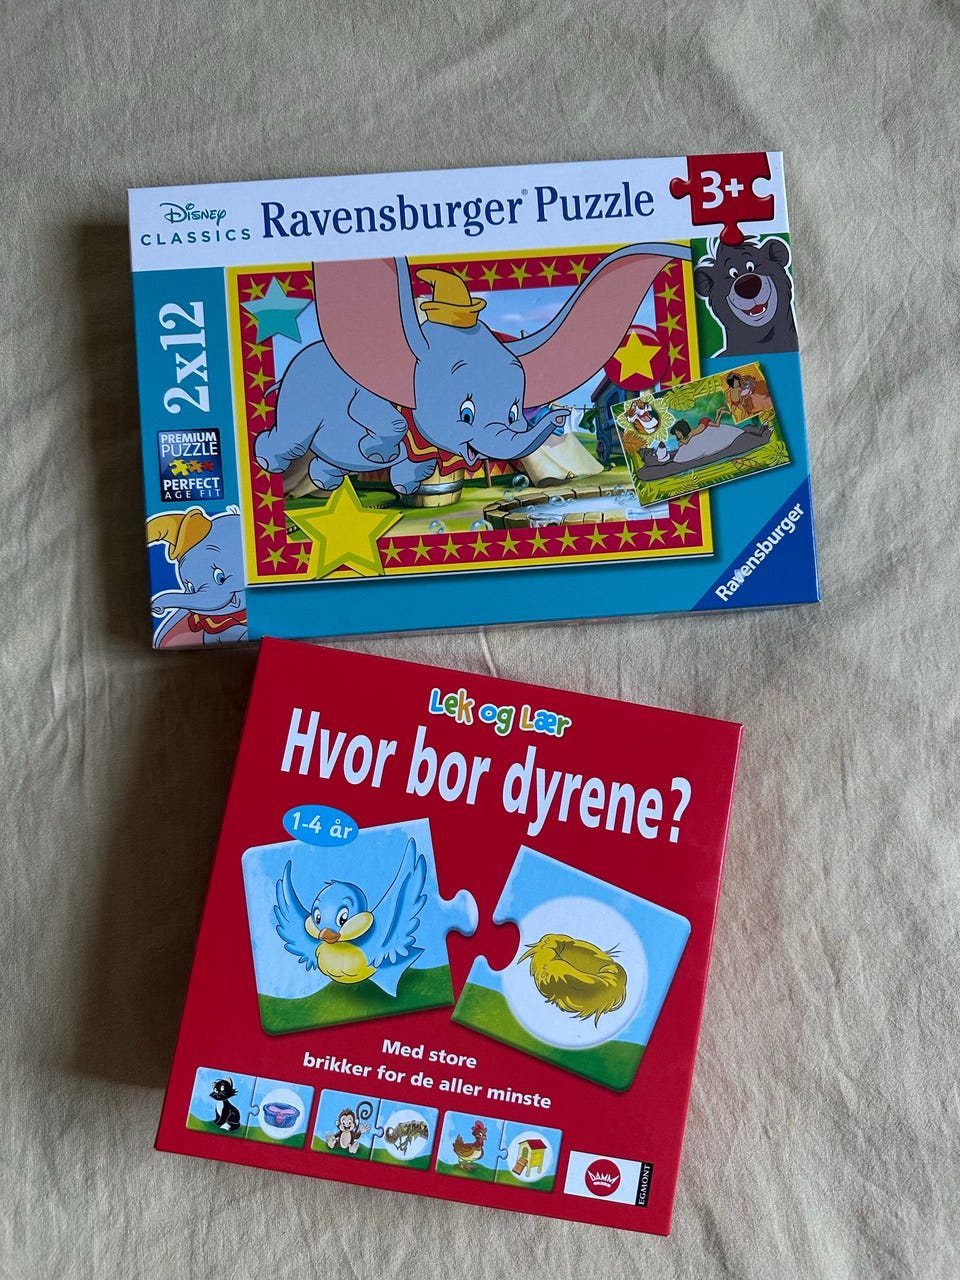 Disney
CLASSICS
Ravensburger® Puzzle
3+
2x12
PREMIUM
PUZZLE
PERFECT
AGE FIT
Ravensburger
Lek og Lær
Hvor bor dyrene?
1-4 år
Med store
brikker for de aller minste
DAMM
EGMONT